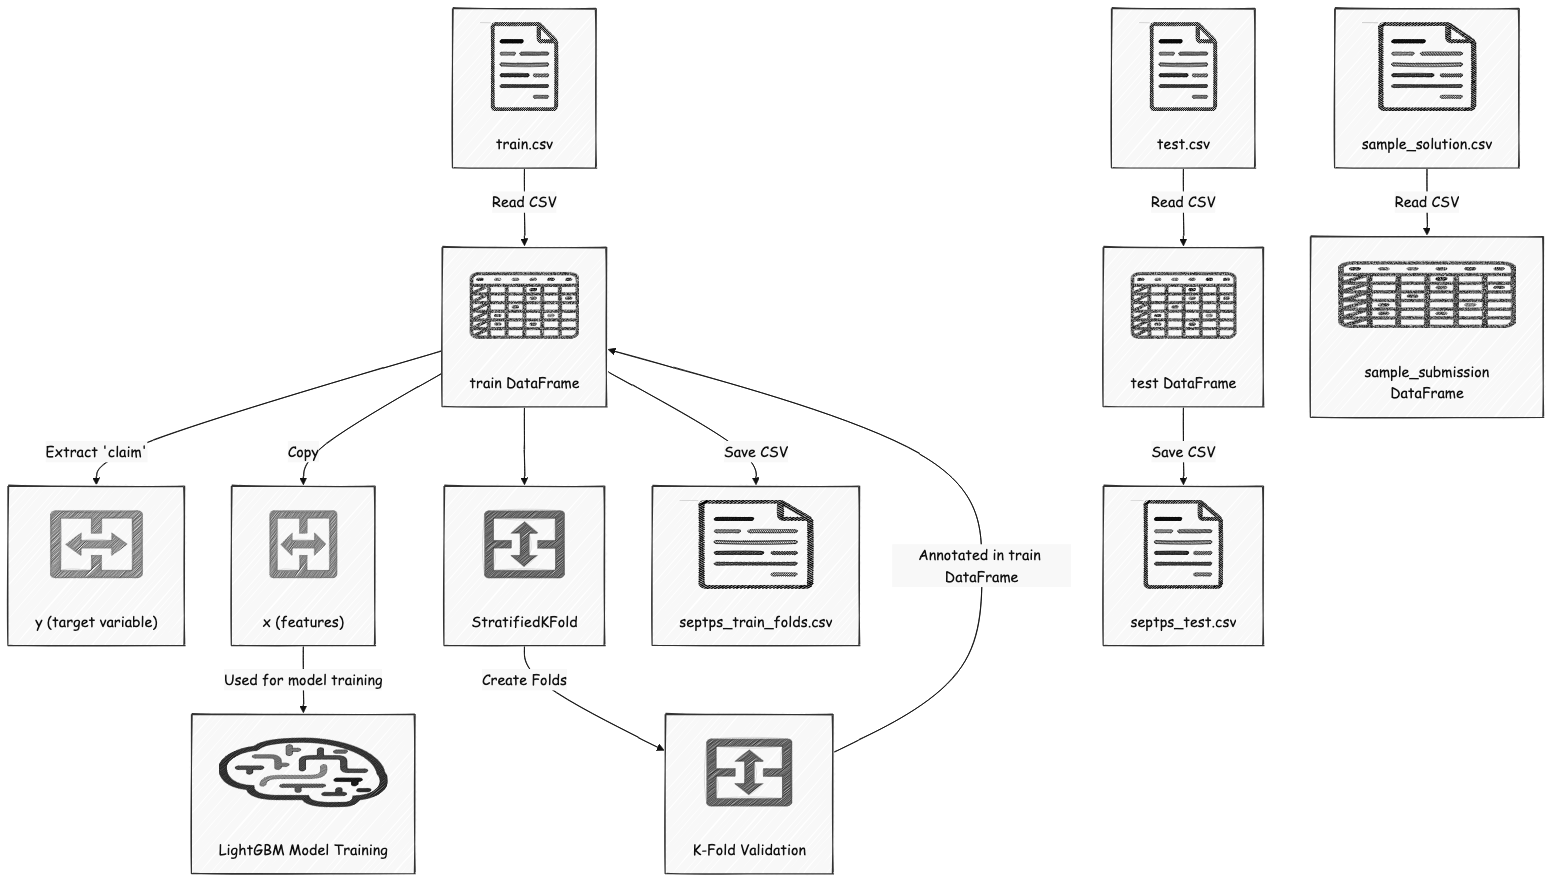 train.csv
test.csv
sample_solution.csv
Read CSV
Read CSV
Read CSV
train DataFrame
test DataFrame
sample_submission
DataFrame
Extract 'claim'
Copy
Save CSV
Save CSV
Annotated in train
DataFrame
y (target variable)
x (features)
StratifiedKFold
septps_train_folds.csv
septps_test.csv
Used for model training
Create Folds
LightGBM Model Training
K-Fold Validation